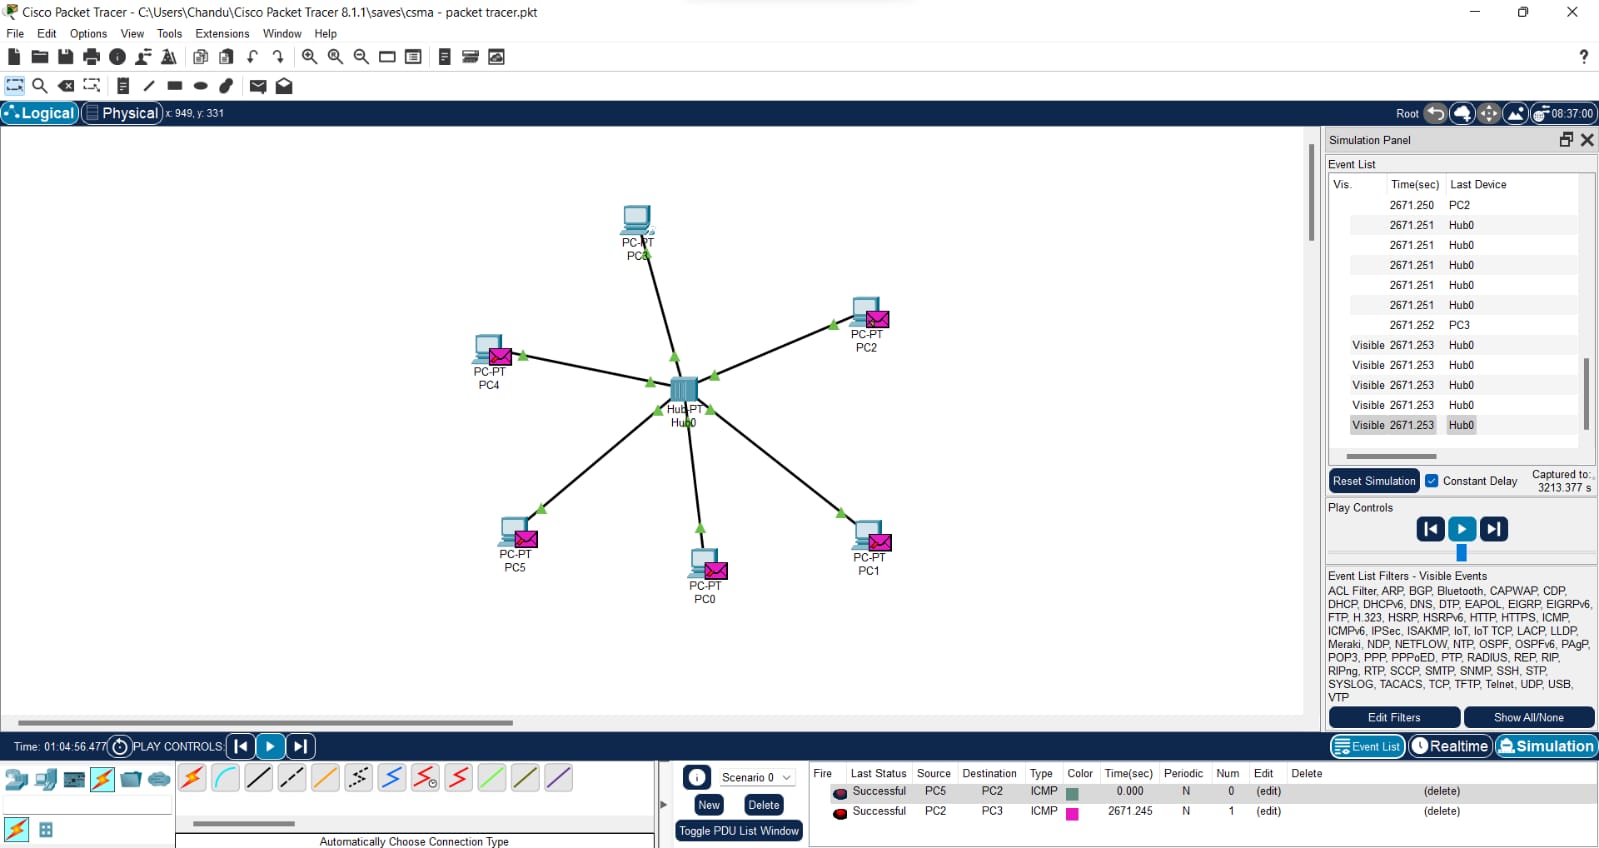 Cisco Packet Tracer - C:\Users\Chandu\Cisco Packet Tracer 8.1.1\saves\csma - packet tracer.pkt
File Edit Options View Tools Extensions Window Help
?
Logical Physical x: 949, y: 331 Root 08:37:00
PC-PT
PC3
PC-PT
PC2
PC-PT
PC4
Hub-PT
Hub0
PC-PT
PC5
PC-PT
PC0
PC-PT
PC1
Simulation Panel
Event List
Vis. Time(sec) Last Device
2671.250 PC2
2671.251 Hub0
2671.251 Hub0
2671.251 Hub0
2671.251 Hub0
2671.251 Hub0
2671.252 PC3
Visible 2671.253 Hub0
Visible 2671.253 Hub0
Visible 2671.253 Hub0
Visible 2671.253 Hub0
Visible 2671.253 Hub0
Reset Simulation Constant Delay Captured to:
3213.377 s
Play Controls
Event List Filters - Visible Events
ACL Filter, ARP, BGP, Bluetooth, CAPWAP, CDP,
DHCP, DHCPv6, DNS, DTP, EAPOL, EIGRP, EIGRPv6,
FTP, H.323, HSRP, HSRPv6, HTTP, HTTPS, ICMP,
ICMPv6, IPSec, ISAKMP, IoT, IoT TCP, LACP, LLDP,
Meraki, NDP, NETFLOW, NTP, OSPF, OSPFv6, PAgP,
POP3, PPP, PPPoED, PTP, RADIUS, REP, RIP,
RIPng, RTP, SCCP, SMTP, SNMP, SSH, STP,
SYSLOG, TACACS, TCP, TFTP, Telnet, UDP, USB,
VTP
Edit Filters Show All/None
Time: 01:04:56.477 PLAY CONTROLS: Event List Realtime Simulation
Automatically Choose Connection Type
Scenario 0
New Delete
Toggle PDU List Window
Fire Last Status Source Destination Type Color Time(sec) Periodic Num Edit Delete
Successful PC5 PC2 ICMP 0.000 N 0 (edit) (delete)
Successful PC2 PC3 ICMP 2671.245 N 1 (edit) (delete)